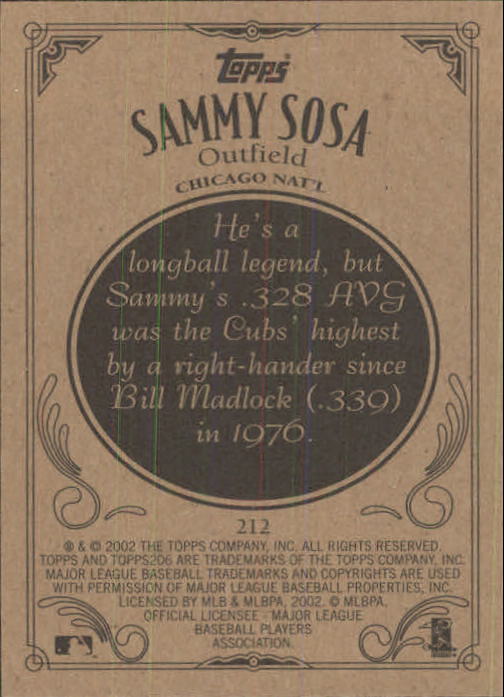 Topps®
SAMMY SOSA
Outfield
CHICAGO NAT'L
He's a
longball legend, but
Sammy's .328 AVG
was the Cubs' highest
by a right-hander since
Bill Madlock (.339)
in 1976.
212
® & © 2002 THE TOPPS COMPANY, INC. ALL RIGHTS RESERVED.
TOPPS AND TOPPS206 ARE TRADEMARKS OF THE TOPPS COMPANY, INC.
MAJOR LEAGUE BASEBALL TRADEMARKS AND COPYRIGHTS ARE USED
WITH PERMISSION OF MAJOR LEAGUE BASEBALL PROPERTIES, INC.
LICENSED BY MLB & MLBPA, 2002. © MLBPA.
OFFICIAL LICENSEE - MAJOR LEAGUE
BASEBALL PLAYERS
ASSOCIATION.